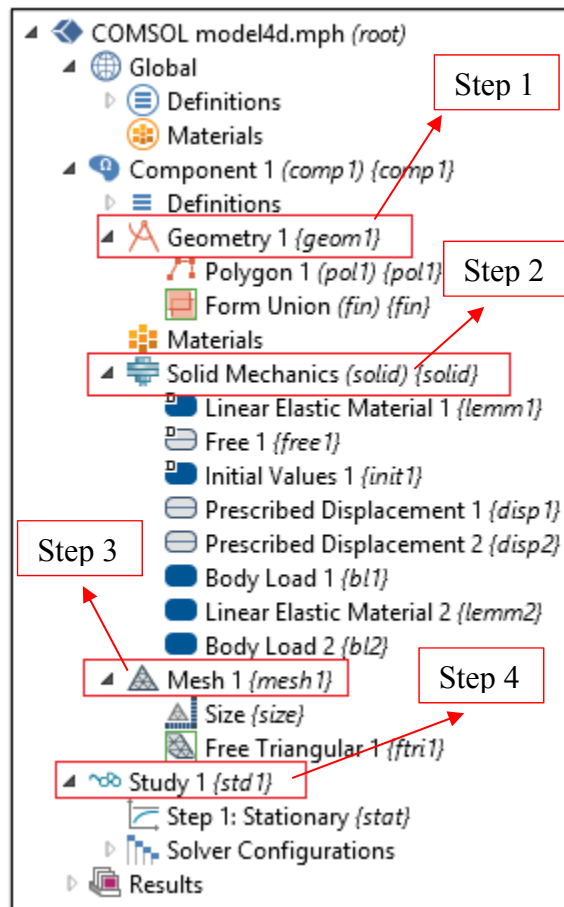 COMSOL model4d.mph (root)
Global
Step 1
Definitions
Materials
Component 1 (comp1) {comp1}
Definitions
Geometry 1 {geom1}
Polygon 1 (pol1) {pol1}
Step 2
Form Union (fin) {fin}
Materials
Solid Mechanics (solid) {solid}
Linear Elastic Material 1 {lemm1}
Free 1 {free1}
Initial Values 1 {init1}
Prescribed Displacement 1 {disp1}
Prescribed Displacement 2 {disp2}
Step 3
Body Load 1 {bl1}
Linear Elastic Material 2 {lemm2}
Body Load 2 {bl2}
Mesh 1 {mesh1}
Step 4
Size {size}
Free Triangular 1 {ftri1}
Study 1 {std1}
Step 1: Stationary {stat}
Solver Configurations
Results